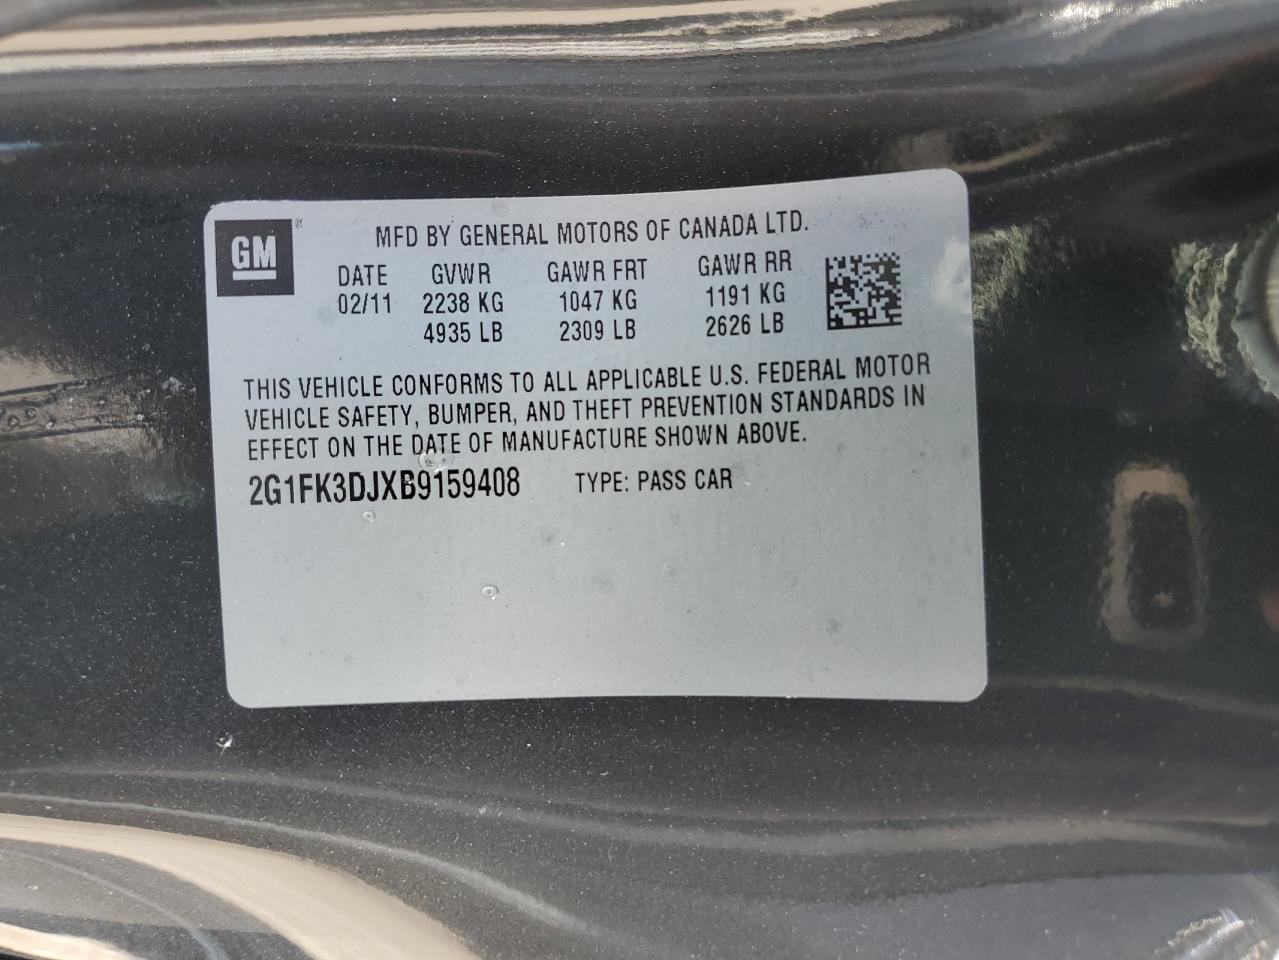 GM ®
MFD BY GENERAL MOTORS OF CANADA LTD.
DATE GVWR GAWR FRT GAWR RR
02/11 2238 KG 1047 KG 1191 KG
4935 LB 2309 LB 2626 LB
THIS VEHICLE CONFORMS TO ALL APPLICABLE U.S. FEDERAL MOTOR
VEHICLE SAFETY, BUMPER, AND THEFT PREVENTION STANDARDS IN
EFFECT ON THE DATE OF MANUFACTURE SHOWN ABOVE.
2G1FK3DJXB9159408 TYPE: PASS CAR